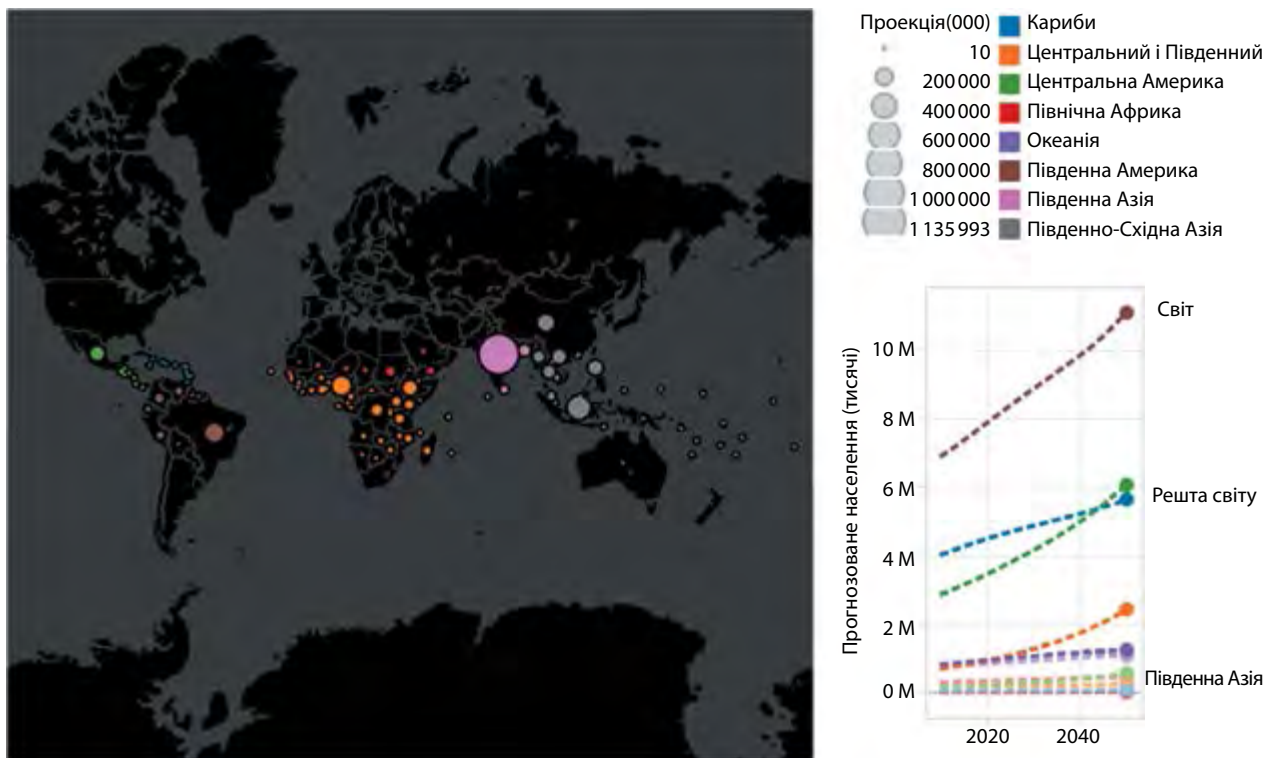 Проекція(000)
10
200 000
400 000
600 000
800 000
1 000 000
1 135 993
Кариби
Центральний і Південний
Центральна Америка
Північна Африка
Океанія
Південна Америка
Південна Азія
Південно-Східна Азія
Прогнозоване населення (тисячі)
10 M
8 M
6 M
4 M
2 M
0 M
2020
2040
Світ
Решта світу
Південна Азія